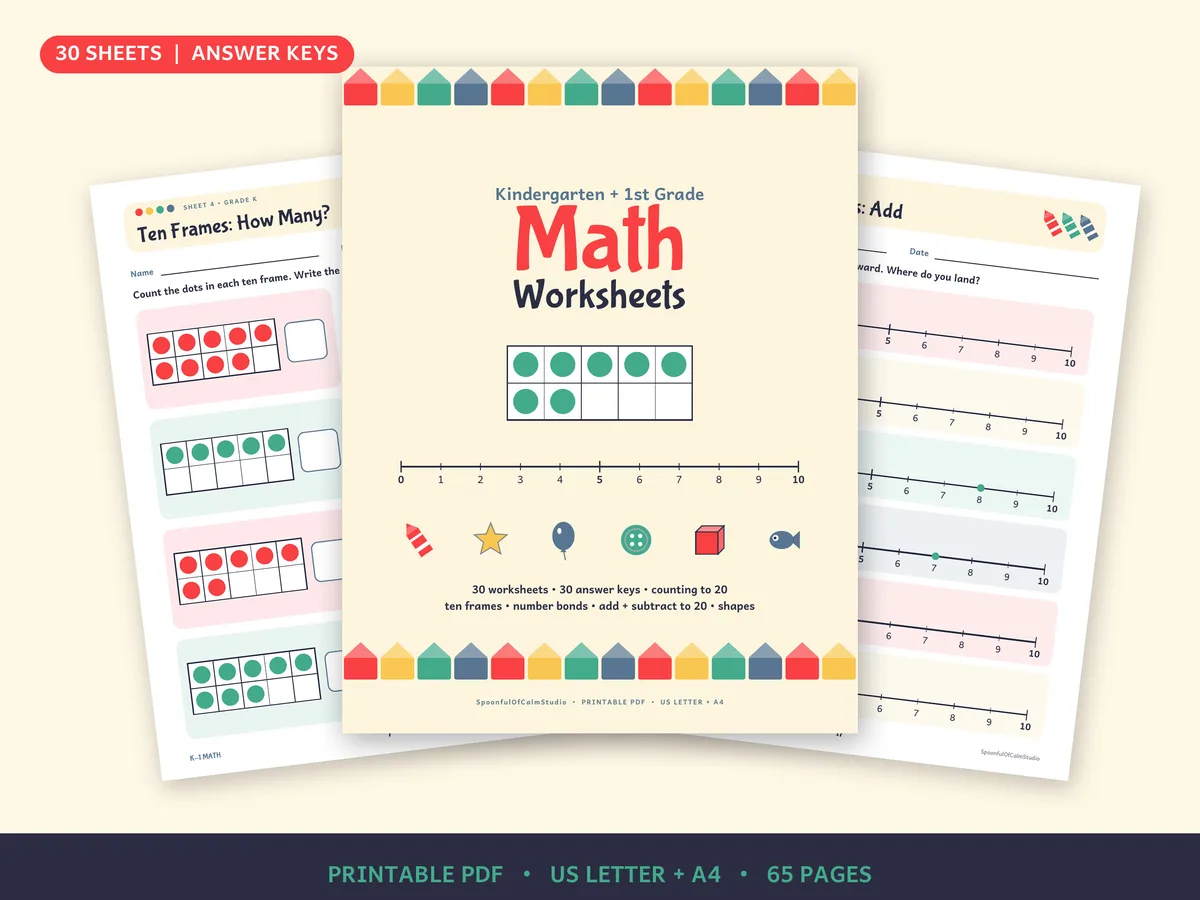 30 SHEETS | ANSWER KEYS
SHEET 4 • GRADE K
Ten Frames: How Many?
Name
Count the dots in each ten frame. Write the
K–1 MATH
Kindergarten + 1st Grade
Math
Worksheets
0 1 2 3 4 5 6 7 8 9 10
30 worksheets • 30 answer keys • counting to 20
ten frames • number bonds • add + subtract to 20 • shapes
SpoonfulOfCalmStudio • PRINTABLE PDF • US LETTER + A4
: Add
Date
ward. Where do you land?
5 6 7 8 9 10
5 6 7 8 9 10
5 6 7 8 9 10
5 6 7 8 9 10
6 7 8 9 10
6 7 8 9 10
SpoonfulOfCalmStudio
PRINTABLE PDF • US LETTER + A4 • 65 PAGES